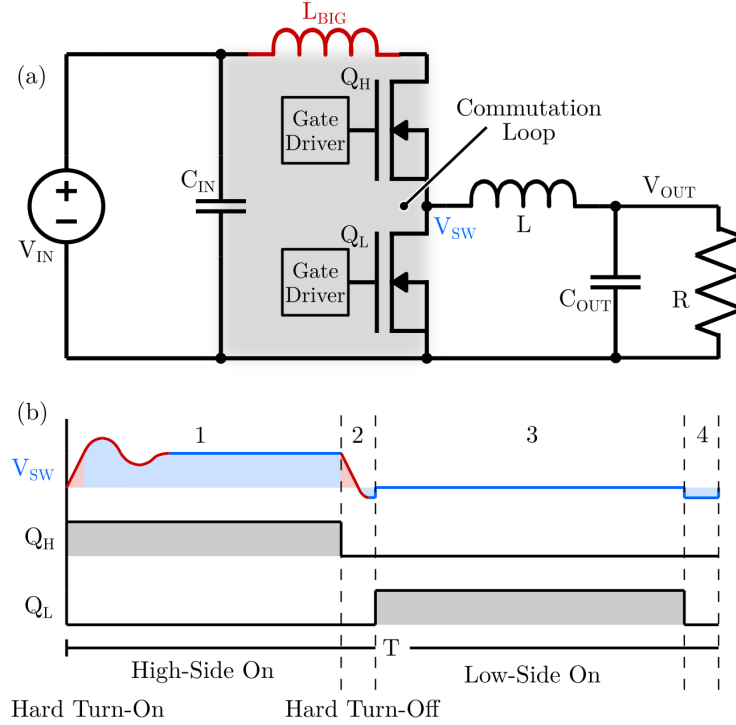 L_BIG
(a)
Q_H
Gate
Driver
Commutation
Loop
C_IN
V_OUT
V_IN
V_SW
L
Q_L
Gate
Driver
C_OUT
R
(b)
1
2
3
4
V_SW
Q_H
Q_L
T
High-Side On
Low-Side On
Hard Turn-On
Hard Turn-Off